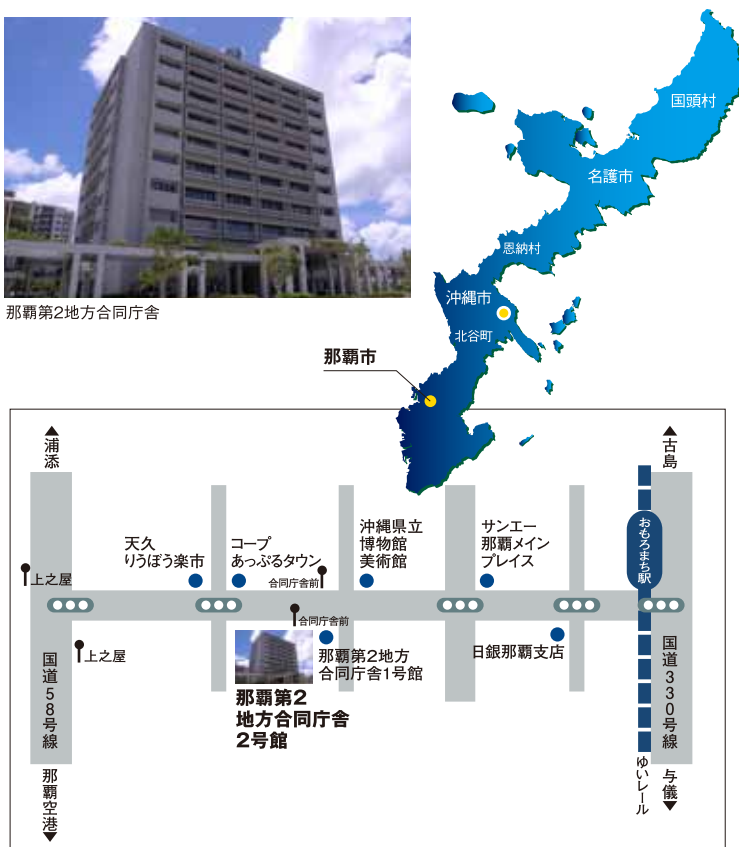 那覇第2地方合同庁舎
国頭村
名護市
恩納村
沖縄市
北谷町
那覇市
浦添
古島
天久
りうぼう楽市
コープ
あっぷるタウン
沖縄県立
博物館
美術館
サンエー
那覇メイン
プレイス
おもろまち駅
上之屋
合同庁舎前
合同庁舎前
上之屋
那覇第2地方
合同庁舎1号館
日銀那覇支店
国道58号線
国道330号線
那覇第2
地方合同庁舎
2号館
那覇空港
ゆいレール
与儀